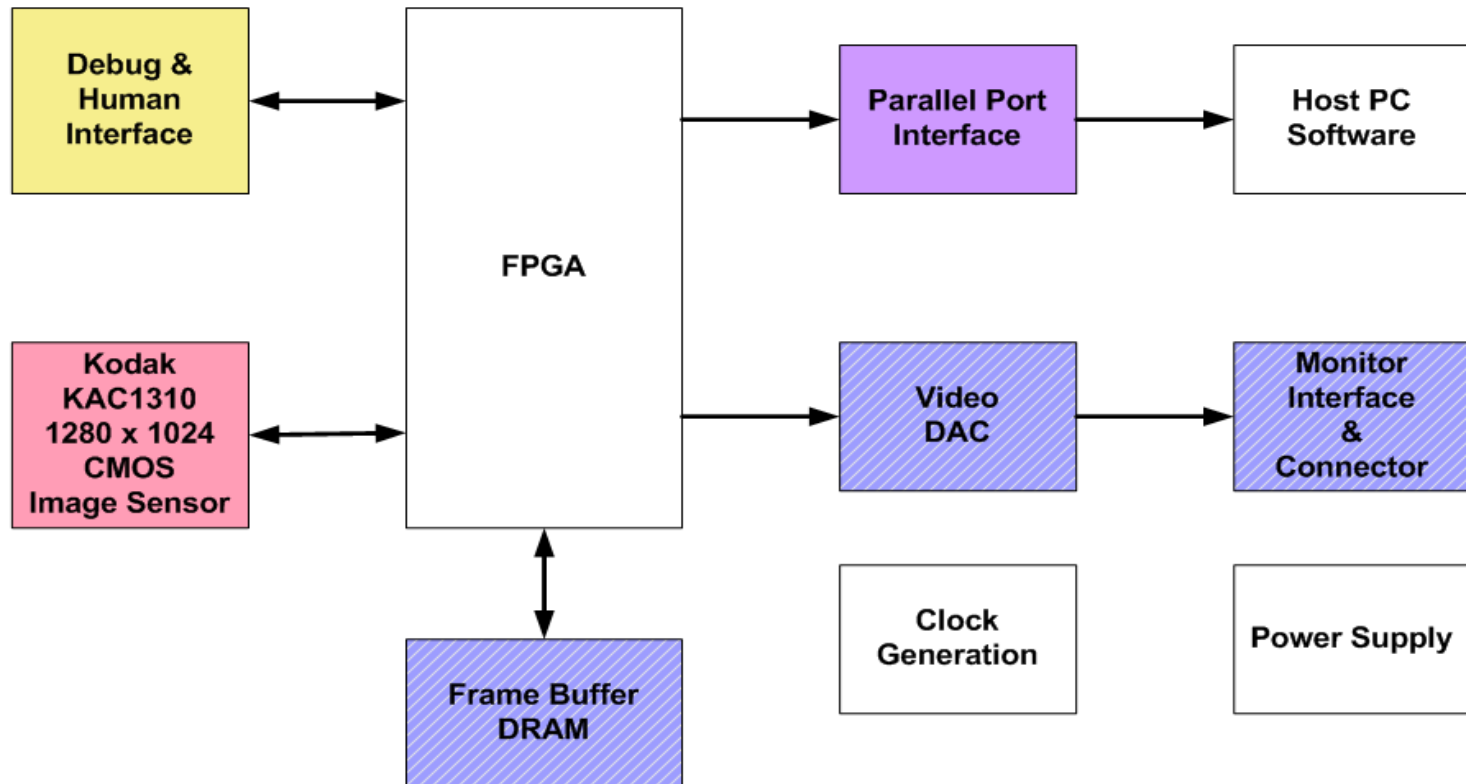 Debug &
Human
Interface
FPGA
Parallel Port
Interface
Host PC
Software
Kodak
KAC1310
1280 x 1024
CMOS
Image Sensor
Video
DAC
Monitor
Interface
&
Connector
Clock
Generation
Power Supply
Frame Buffer
DRAM